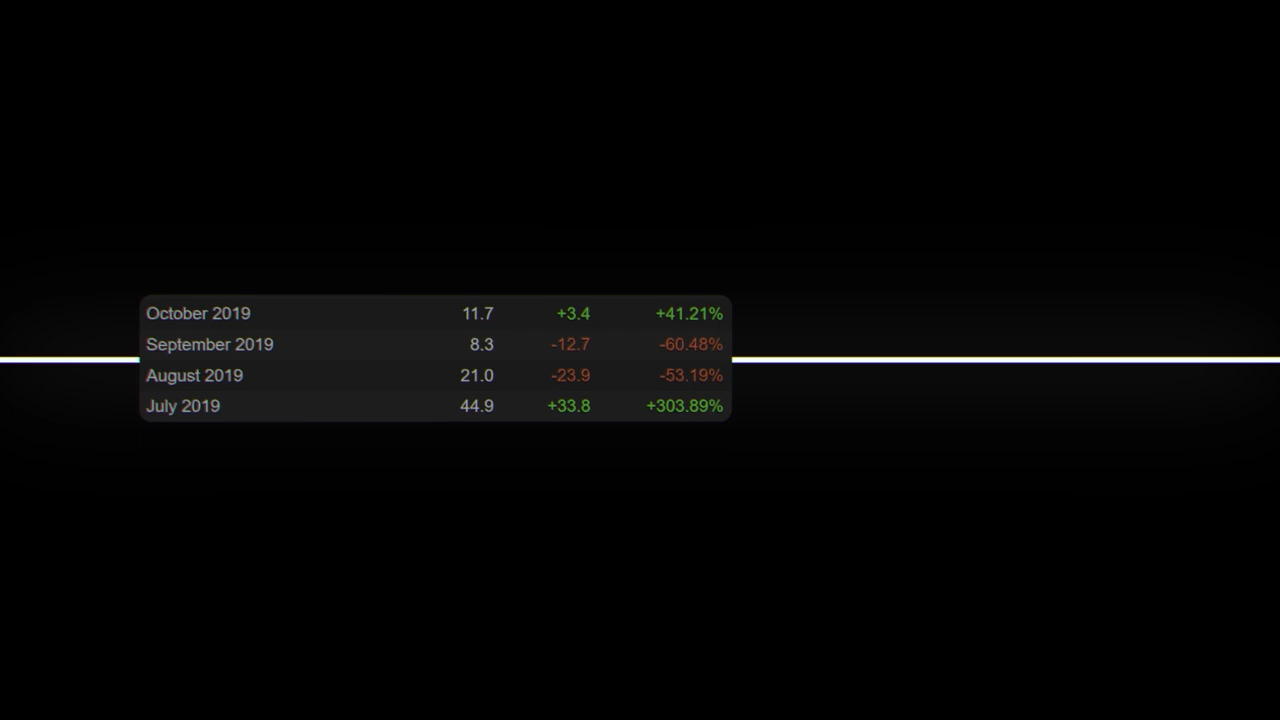 October 2019 11.7 +3.4 +41.21%
September 2019 8.3 -12.7 -60.48%
August 2019 21.0 -23.9 -53.19%
July 2019 44.9 +33.8 +303.89%